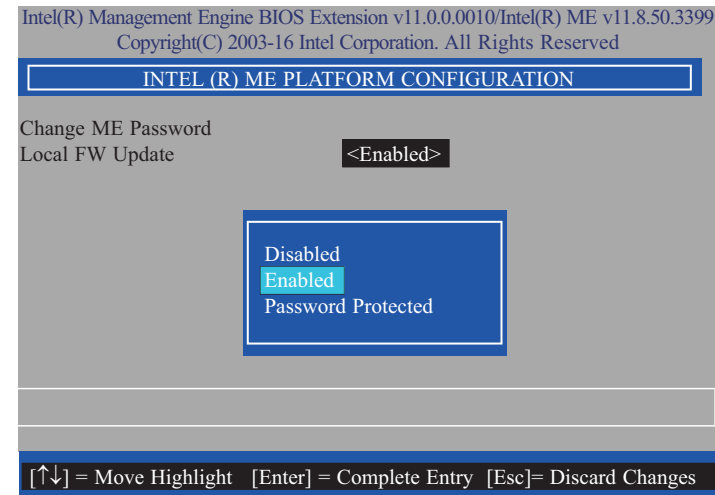 Intel(R) Management Engine BIOS Extension v11.0.0.0010/Intel(R) ME v11.8.50.3399
Copyright(C) 2003-16 Intel Corporation. All Rights Reserved
INTEL (R) ME PLATFORM CONFIGURATION
Change ME Password
Local FW Update <Enabled>
Disabled
Enabled
Password Protected
[↑↓] = Move Highlight [Enter] = Complete Entry [Esc]= Discard Changes